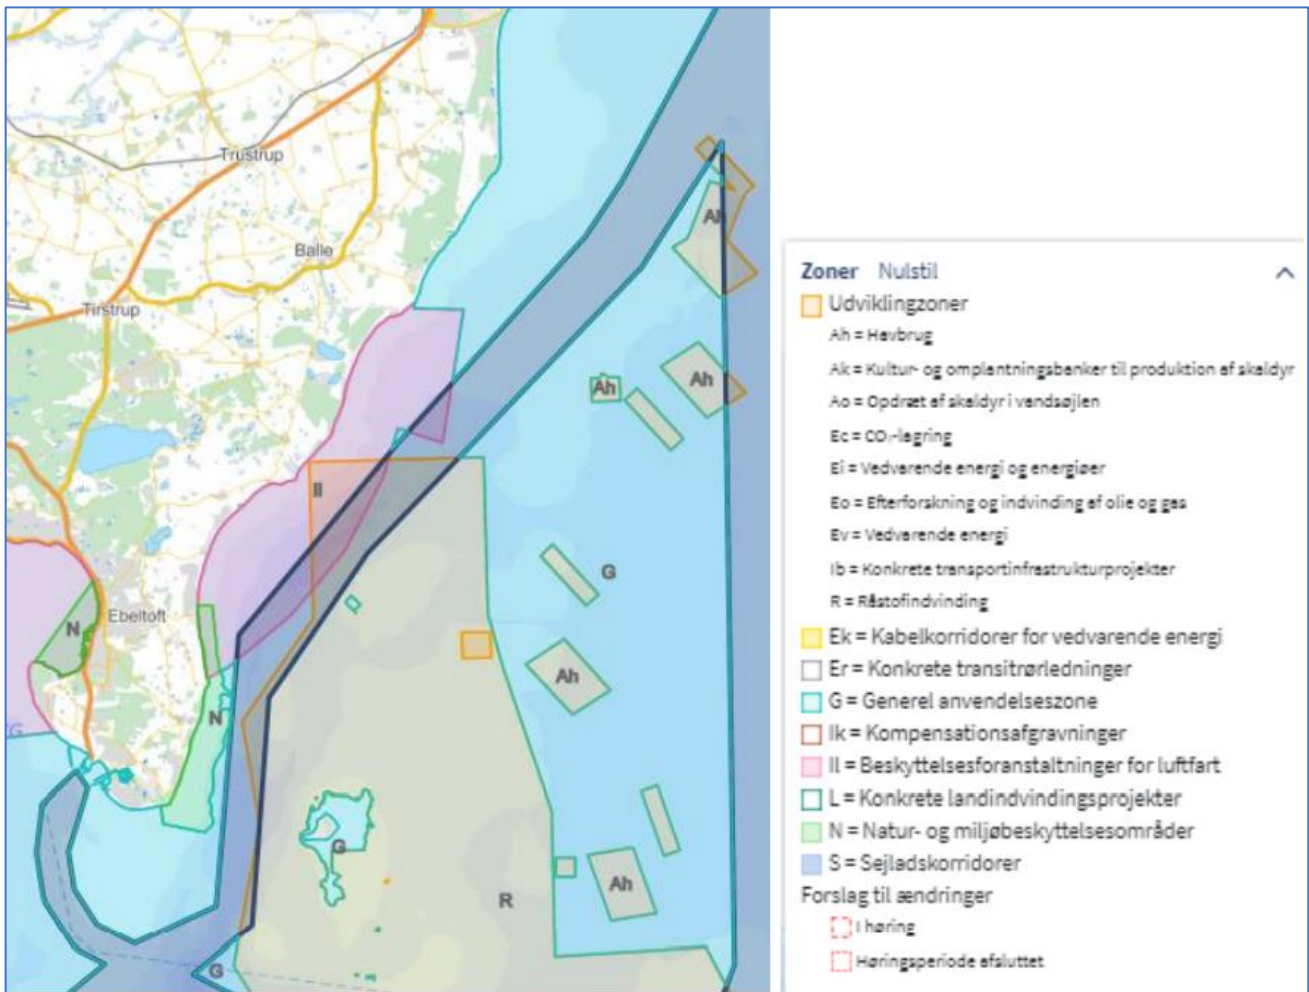 Trustrup
Balle
Tirstrup
Ebeltoft
Ah
Ah
Ah
Il
G
N
Ah
N
G
R
Ah
G
Zoner Nulstil
Udviklingzoner
Ah = Havbrug
Ak = Kultur- og omplantningsbanker til produktion af skaldyr
Ao = Opdræt af skaldyr i vandsøjlen
Ec = CO₂-lagring
Ei = Vedvarende energi og energiøer
Eo = Efterforskning og indvinding af olie og gas
Ev = Vedvarende energi
Ib = Konkrete transportinfrastrukturprojekter
R = Råstofindvinding
Ek = Kabelkorridorer for vedvarende energi
Er = Konkrete transitrørledninger
G = Generel anvendelseszone
Ik = Kompensationsafgravninger
Il = Beskyttelsesforanstaltninger for luftfart
L = Konkrete landindvindingsprojekter
N = Natur- og miljøbeskyttelsesområder
S = Sejladskorridorer
Forslag til ændringer
I høring
Høringsperiode afsluttet